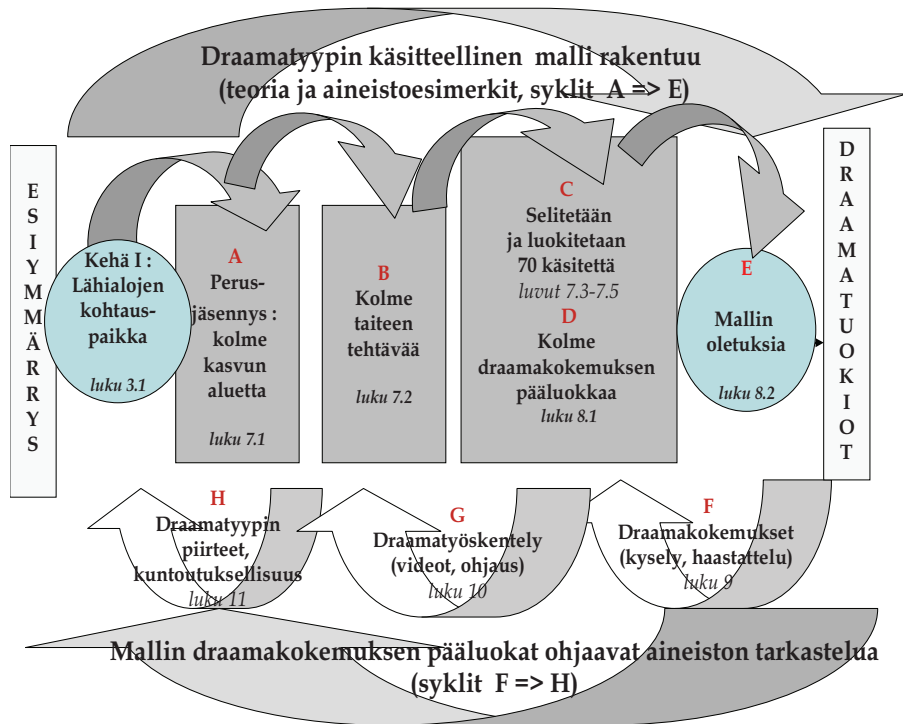 Draamatyypin käsitteellinen malli rakentuu
(teoria ja aineistoesimerkit, syklit A => E)
ESIYMMÄRRYS
Kehä I :
Lähialojen
kohtaus-
paikka
luku 3.1
A
Perus-
jäsennys :
kolme
kasvun
aluetta
luku 7.1
B
Kolme
taiteen
tehtävää
luku 7.2
C
Selitetään
ja luokitetaan
70 käsitettä
luvut 7.3-7.5
D
Kolme
draamakokemuksen
pääluokkaa
luku 8.1
E
Mallin
oletuksia
luku 8.2
DRAAMATUOKIOT
H
Draamatyypin
piirteet,
kuntoutuksellisuus
luku 11
G
Draamatyöskentely
(videot, ohjaus)
luku 10
F
Draamakokemukset
(kysely, haastattelu)
luku 9
Mallin draamakokemuksen pääluokat ohjaavat aineiston tarkastelua
(syklit F => H)